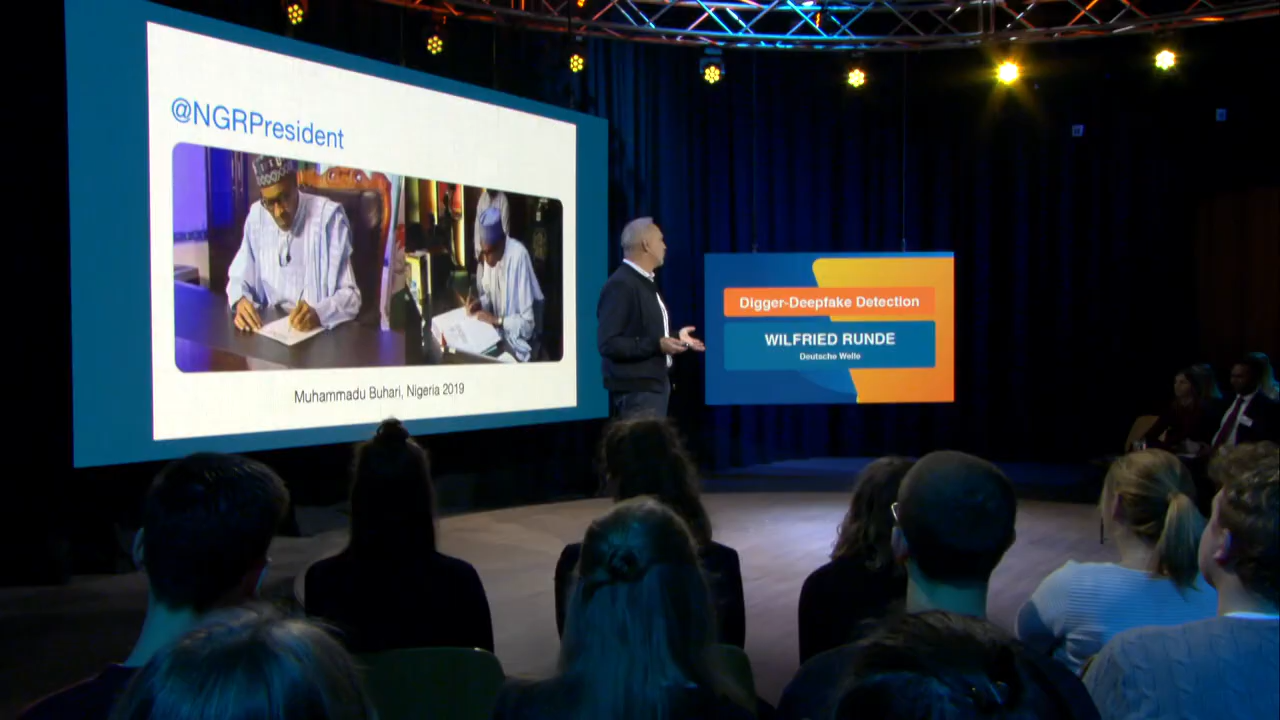 @NGRPresident
Muhammadu Buhari, Nigeria 2019
Digger-Deepfake Detection
WILFRIED RUNDE
Deutsche Welle